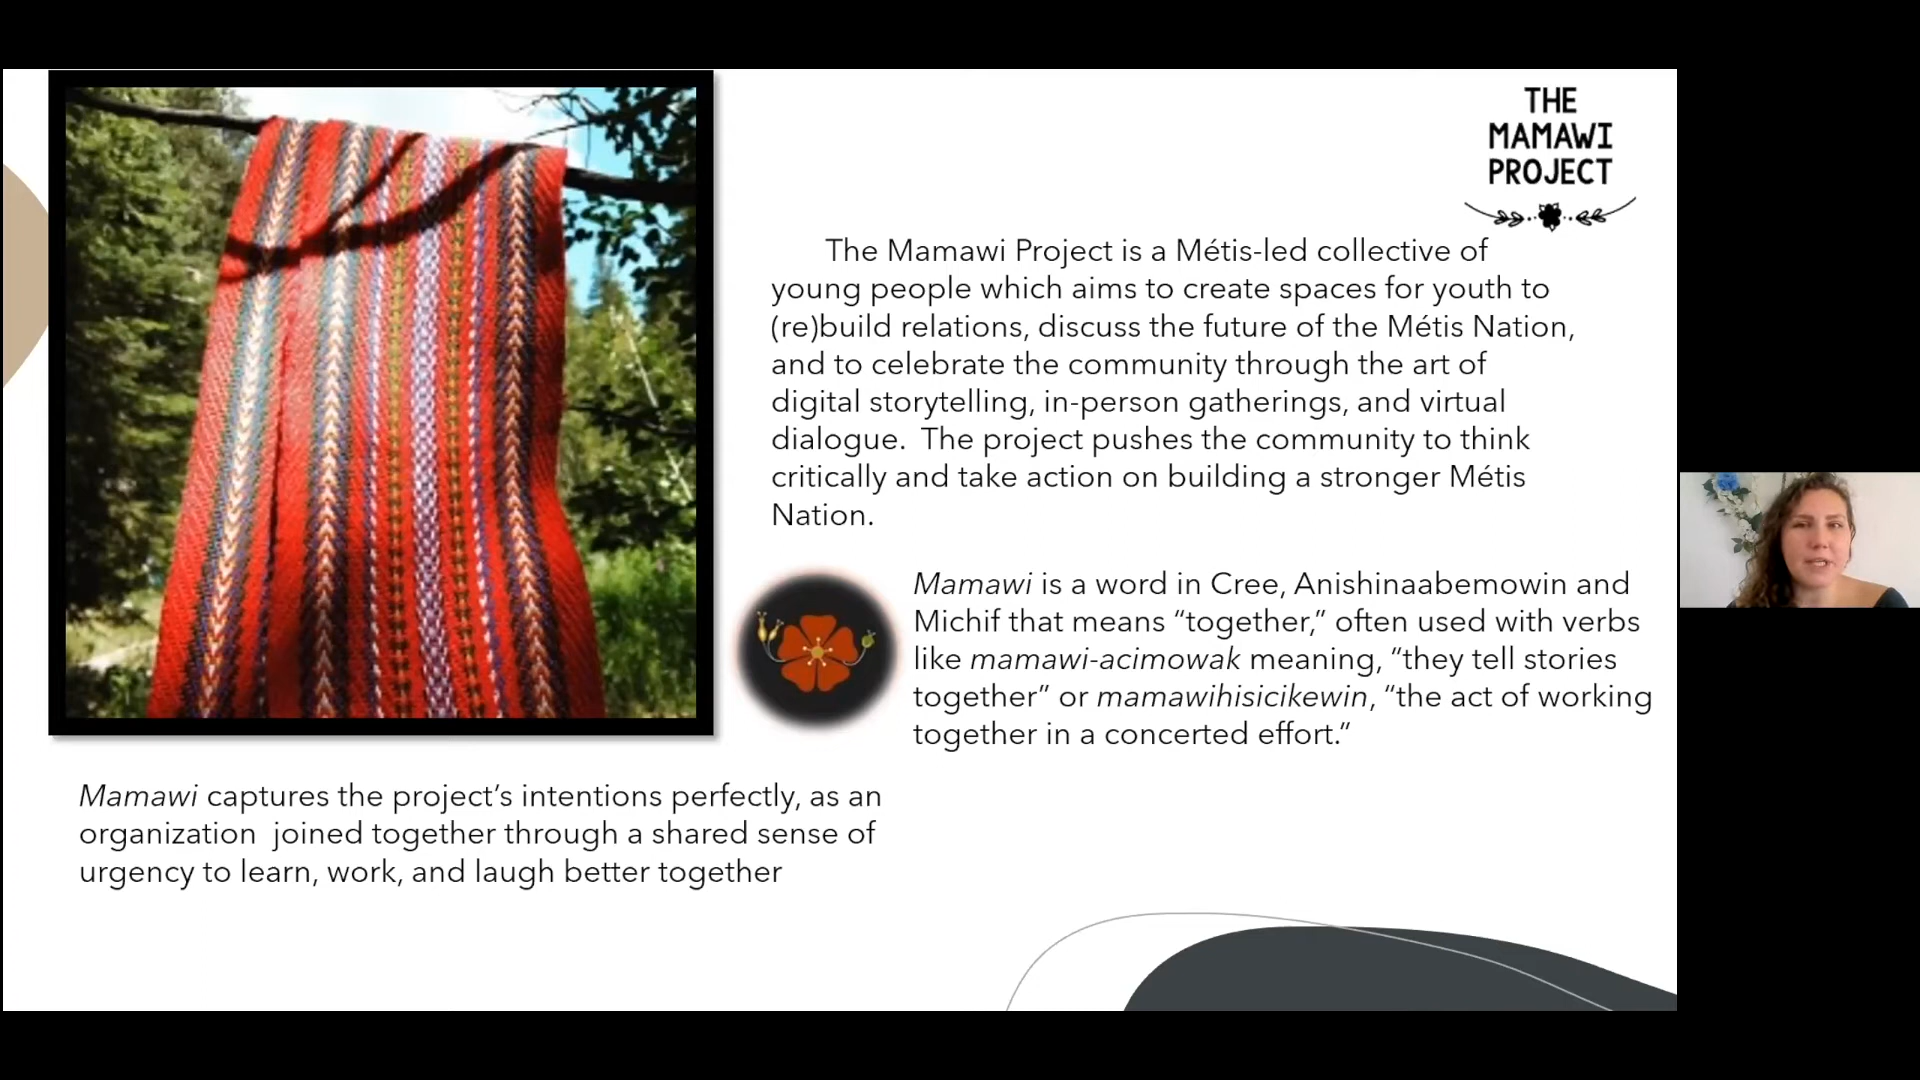 THE
MAMAWI
PROJECT
The Mamawi Project is a Métis-led collective of
young people which aims to create spaces for youth to
(re)build relations, discuss the future of the Métis Nation,
and to celebrate the community through the art of
digital storytelling, in-person gatherings, and virtual
dialogue.  The project pushes the community to think
critically and take action on building a stronger Métis
Nation.
Mamawi is a word in Cree, Anishinaabemowin and
Michif that means “together,” often used with verbs
like mamawi-acimowak meaning, “they tell stories
together” or mamawihisicikewin, “the act of working
together in a concerted effort.”
Mamawi captures the project’s intentions perfectly, as an
organization  joined together through a shared sense of
urgency to learn, work, and laugh better together